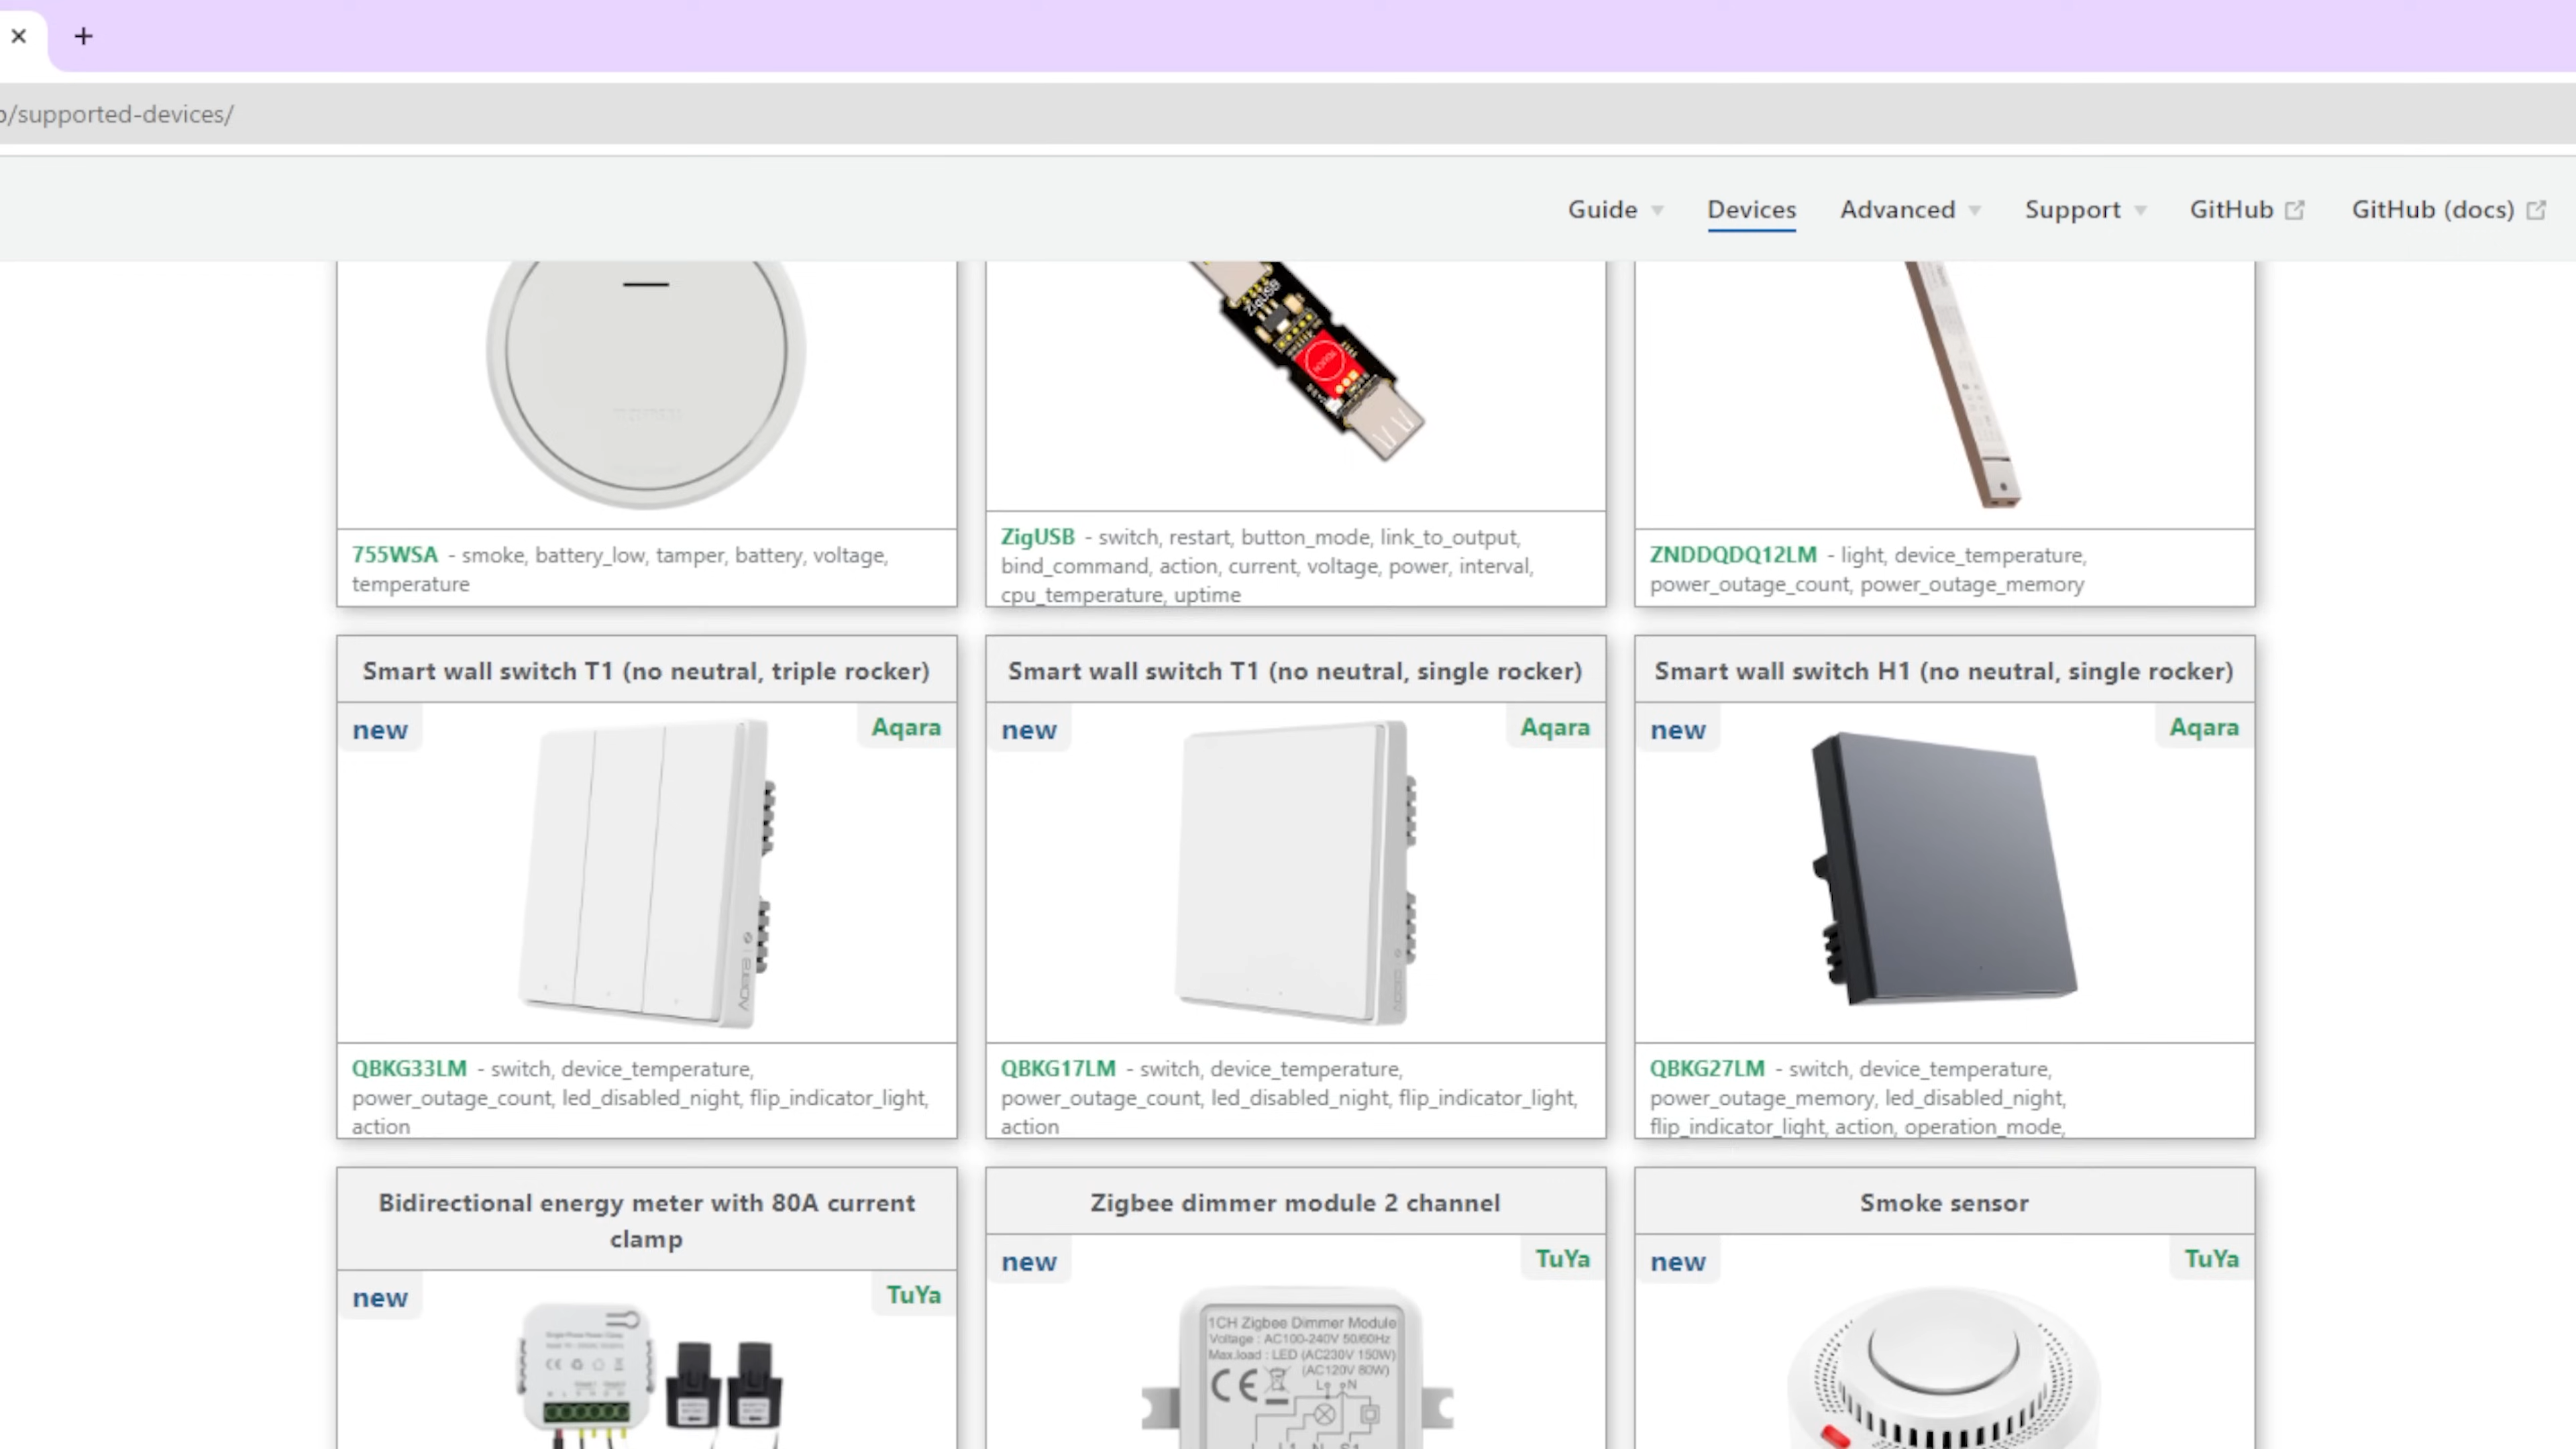 /supported-devices/
Guide
Devices
Advanced
Support
GitHub
GitHub (docs)
ZigUSB
755WSA - smoke, battery_low, tamper, battery, voltage,
temperature
ZigUSB - switch, restart, button_mode, link_to_output,
bind_command, action, current, voltage, power, interval,
cpu_temperature, uptime
ZNDDQDQ12LM - light, device_temperature,
power_outage_count, power_outage_memory
Smart wall switch T1 (no neutral, triple rocker)
new
Aqara
Aqara
QBKG33LM - switch, device_temperature,
power_outage_count, led_disabled_night, flip_indicator_light,
action
Smart wall switch T1 (no neutral, single rocker)
new
Aqara
QBKG17LM - switch, device_temperature,
power_outage_count, led_disabled_night, flip_indicator_light,
action
Smart wall switch H1 (no neutral, single rocker)
new
Aqara
QBKG27LM - switch, device_temperature,
power_outage_memory, led_disabled_night,
flip_indicator_light, action, operation_mode,
Bidirectional energy meter with 80A current
clamp
new
TuYa
Zigbee dimmer module 2 channel
new
TuYa
1CH Zigbee Dimmer Module
Voltage : AC100-240V 50/60Hz
Max.load : LED (AC230V 150W)
(AC120V 80W)
CE
L N
Smoke sensor
new
TuYa